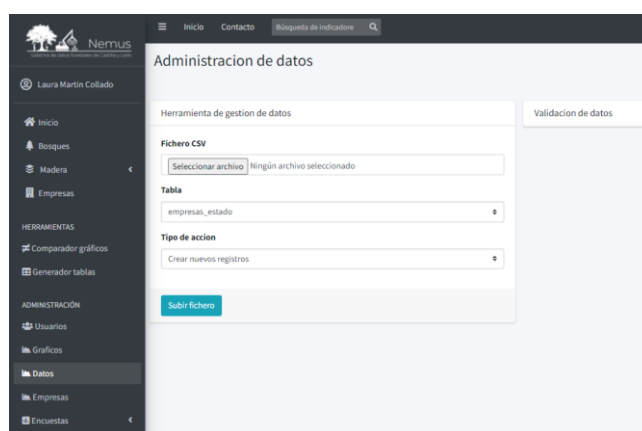 Nemus
Laura Martin Collado
Inicio
Bosques
Madera
Empresas
HERRAMIENTAS
Comparador gráficos
Generador tablas
ADMINISTRACIÓN
Usuarios
Graficos
Datos
Empresas
Encuestas
Inicio Contacto Búsqueda de indicadore
Administracion de datos
Herramienta de gestion de datos
Fichero CSV
Seleccionar archivo Ningún archivo seleccionado
Tabla
empresas_estado
Tipo de accion
Crear nuevos registros
Subir fichero
Validacion de datos